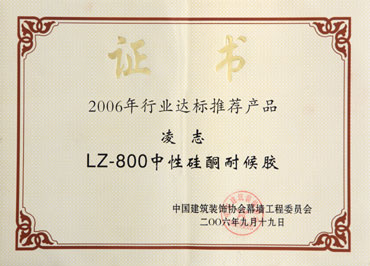 证书
2006年行业达标推荐产品
凌志
LZ-800中性硅酮耐候胶
中国建筑装饰协会幕墙工程委员会
二〇〇六年九月十九日